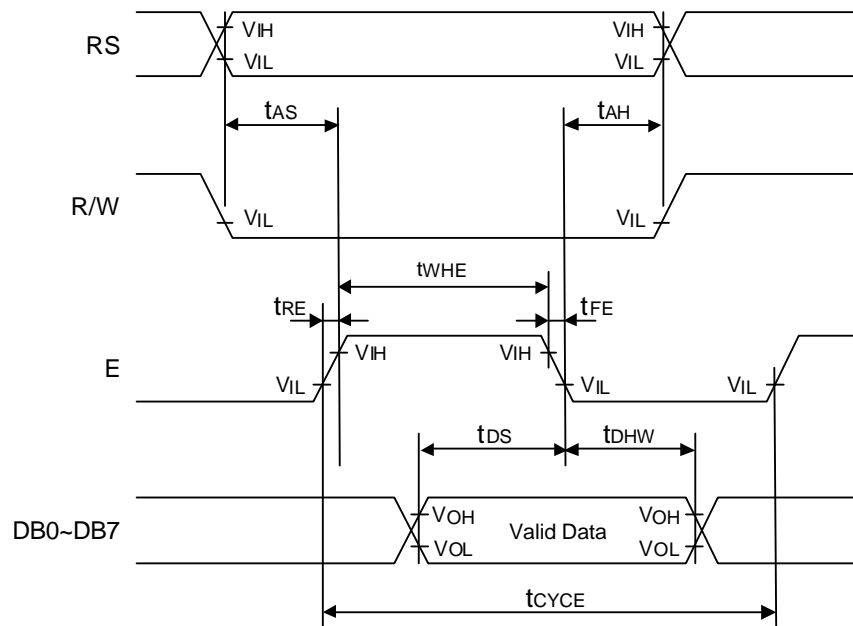 RS
VIH
VIL
VIH
VIL
tAS
tAH
R/W
VIL
VIL
tWHE
tRE
tFE
E
VIL
VIH
VIH
VIL
VIL
tDS
tDHW
DB0~DB7
VOH
VOL
Valid Data
VOH
VOL
tCYCE